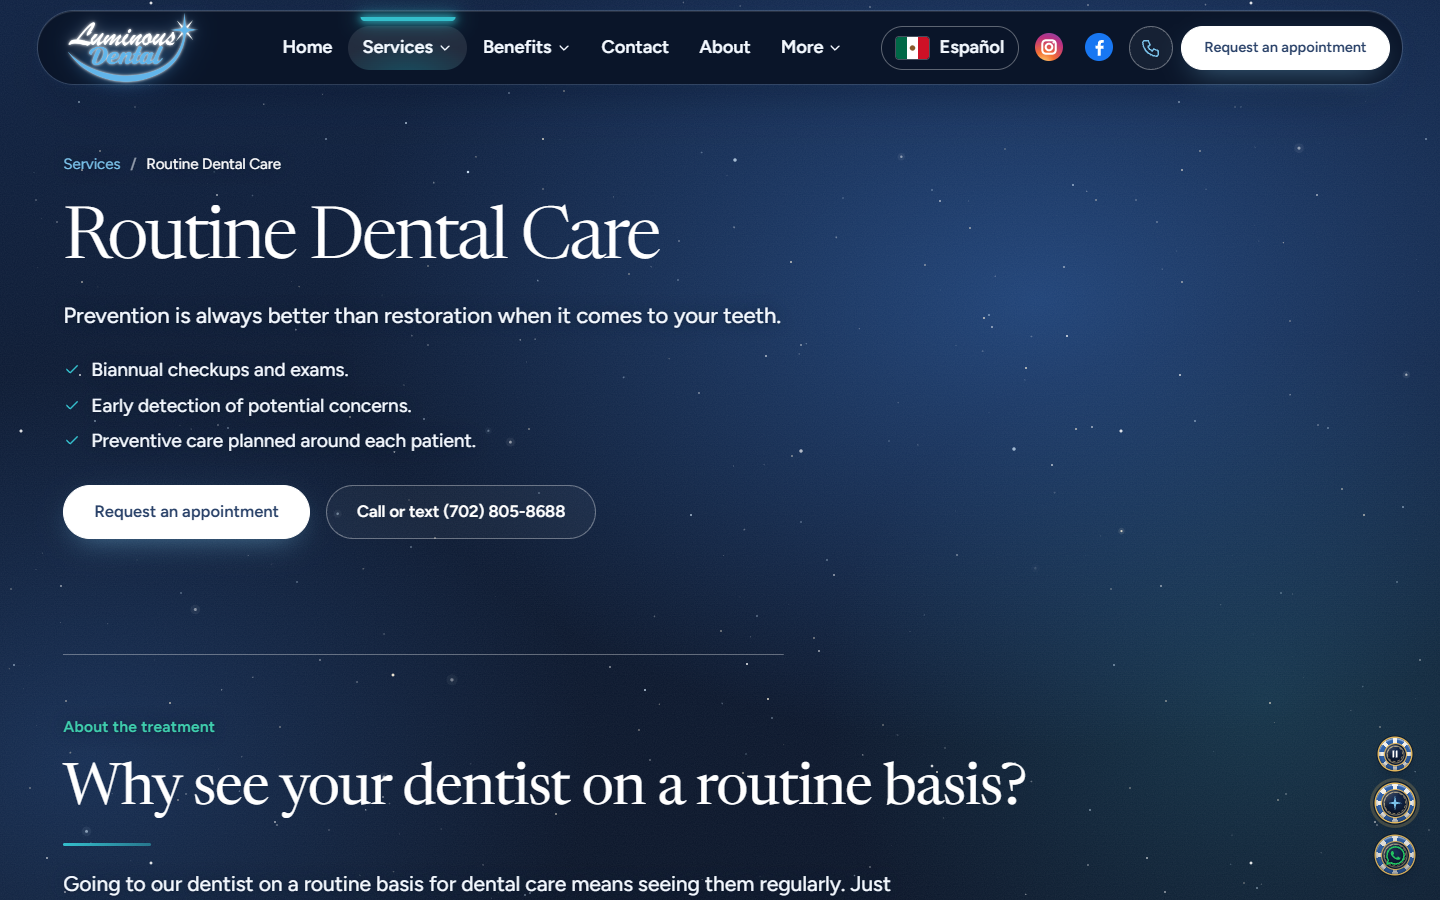 Luminous
Dental
Home
Services
Benefits
Contact
About
More
Español
Request an appointment
Services / Routine Dental Care
Routine Dental Care
Prevention is always better than restoration when it comes to your teeth.
Biannual checkups and exams.
Early detection of potential concerns.
Preventive care planned around each patient.
Request an appointment
Call or text (702) 805-8688
About the treatment
Why see your dentist on a routine basis?
Going to our dentist on a routine basis for dental care means seeing them regularly. Just